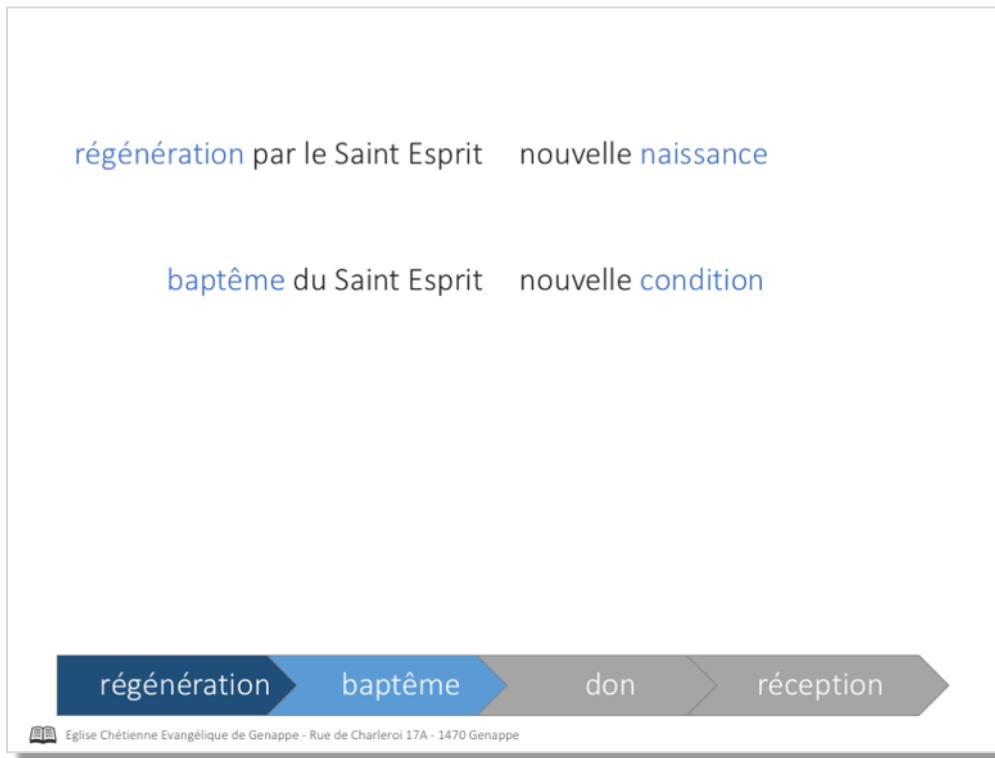 régénération par le Saint Esprit nouvelle naissance
baptême du Saint Esprit nouvelle condition
régénération baptême don réception
Eglise Chétienne Evangélique de Genappe - Rue de Charleroi 17A - 1470 Genappe